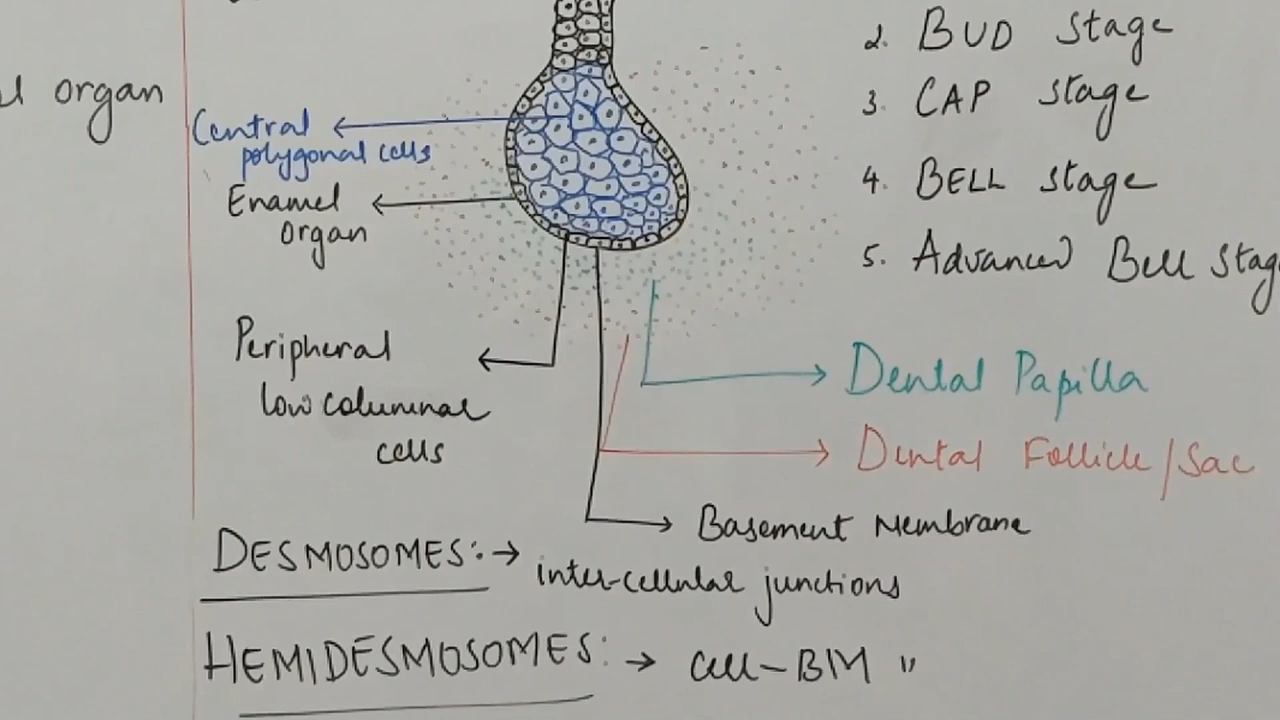 organ
Central
polygonal cells
Enamel
organ
Peripheral
low columnar
cells
2. BUD stage
3. CAP stage
4. BELL stage
5. Advanced Bell Stag
Dental Papilla
Dental Follicle/Sac
Basement Membrane
DESMOSOMES:→ inter-cellular junctions
HEMIDESMOSOMES:→ cell-BM "